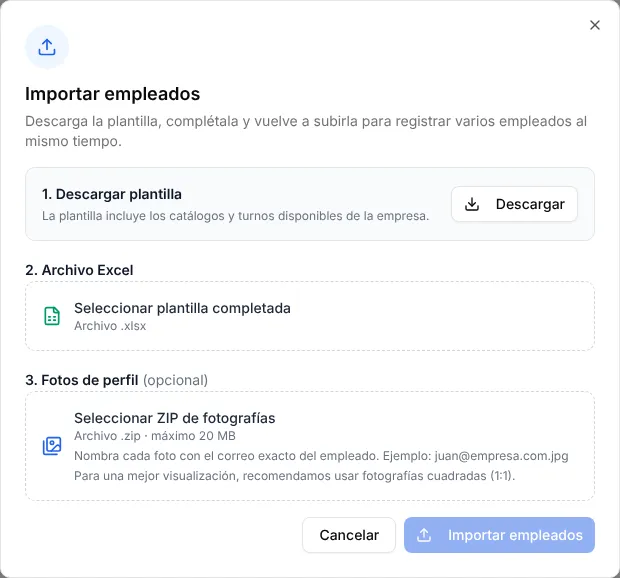 Importar empleados
Descarga la plantilla, complétala y vuelve a subirla para registrar varios empleados al
mismo tiempo.
1. Descargar plantilla
La plantilla incluye los catálogos y turnos disponibles de la empresa.
Descargar
2. Archivo Excel
Seleccionar plantilla completada
Archivo .xlsx
3. Fotos de perfil (opcional)
Seleccionar ZIP de fotografías
Archivo .zip · máximo 20 MB
Nombra cada foto con el correo exacto del empleado. Ejemplo: juan@empresa.com.jpg
Para una mejor visualización, recomendamos usar fotografías cuadradas (1:1).
Cancelar
Importar empleados